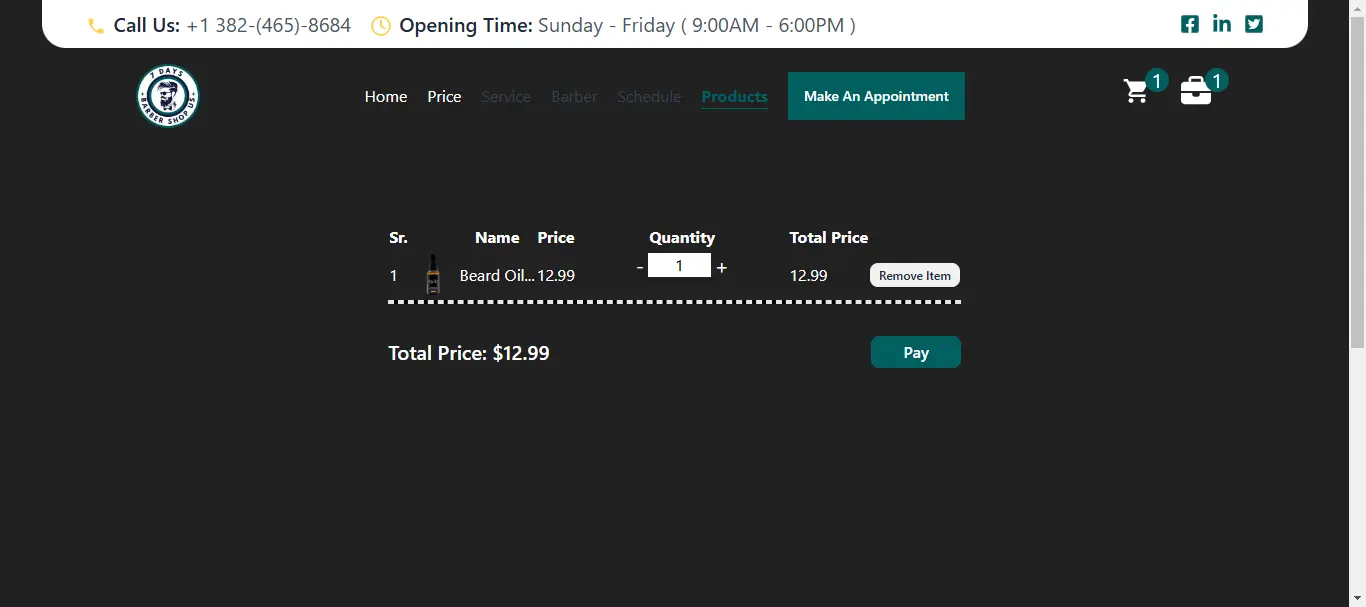 Call Us: +1 382-(465)-8684 Opening Time: Sunday - Friday ( 9:00AM - 6:00PM )
7 DAYS
BARBER SHOP US
Home Price Service Barber Schedule Products Make An Appointment 1 1
Sr. Name Price Quantity Total Price
1 Beard Oil... 12.99 - 1 + 12.99 Remove Item
Total Price: $12.99 Pay